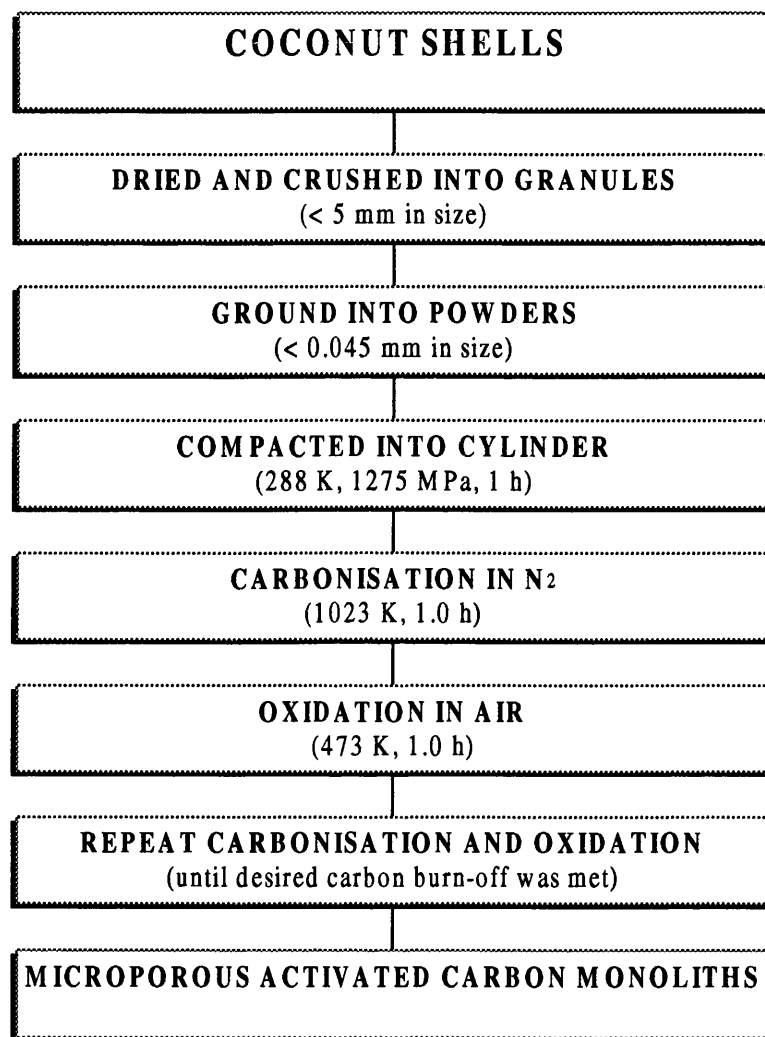 COCONUT SHELLS
DRIED AND CRUSHED INTO GRANULES
(< 5 mm in size)
GROUND INTO POWDERS
(< 0.045 mm in size)
COMPACTED INTO CYLINDER
(288 K, 1275 MPa, 1 h)
CARBONISATION IN N2
(1023 K, 1.0 h)
OXIDATION IN AIR
(473 K, 1.0 h)
REPEAT CARBONISATION AND OXIDATION
(until desired carbon burn-off was met)
MICROPOROUS ACTIVATED CARBON MONOLITHS